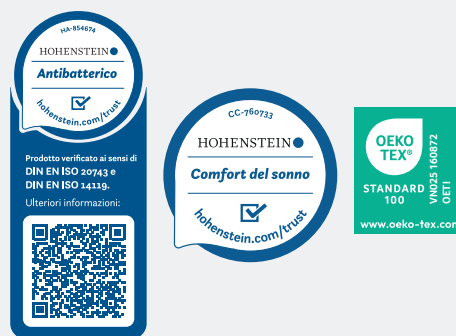 HA-854674
HOHENSTEIN
Antibatterico
hohenstein.com/trust
Prodotto verificato ai sensi di
DIN EN ISO 20743 e
DIN EN ISO 14119.
Ulteriori informazioni:
CC-760733
HOHENSTEIN
Comfort del sonno
hohenstein.com/trust
OEKO
TEX®
STANDARD
100
VN025 160872
OETI
www.oeko-tex.com